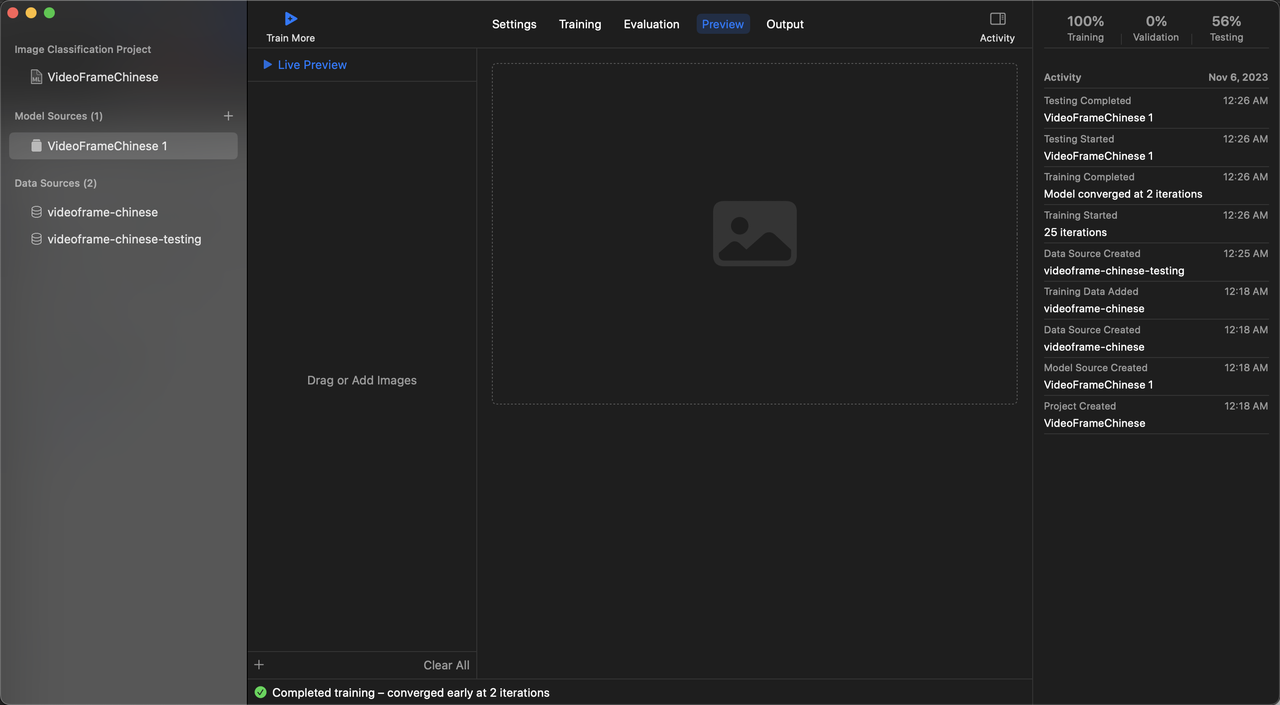 Image Classification Project
VideoFrameChinese
Model Sources (1)
+
VideoFrameChinese 1
Data Sources (2)
videoframe-chinese
videoframe-chinese-testing
Train More
Settings
Training
Evaluation
Preview
Output
Activity
Live Preview
Drag or Add Images
+
Clear All
Completed training – converged early at 2 iterations
100%
Training
0%
Validation
56%
Testing
Activity Nov 6, 2023
Testing Completed 12:26 AM
VideoFrameChinese 1
Testing Started 12:26 AM
VideoFrameChinese 1
Training Completed 12:26 AM
Model converged at 2 iterations
Training Started 12:26 AM
25 iterations
Data Source Created 12:25 AM
videoframe-chinese-testing
Training Data Added 12:18 AM
videoframe-chinese
Data Source Created 12:18 AM
videoframe-chinese
Model Source Created 12:18 AM
VideoFrameChinese 1
Project Created 12:18 AM
VideoFrameChinese